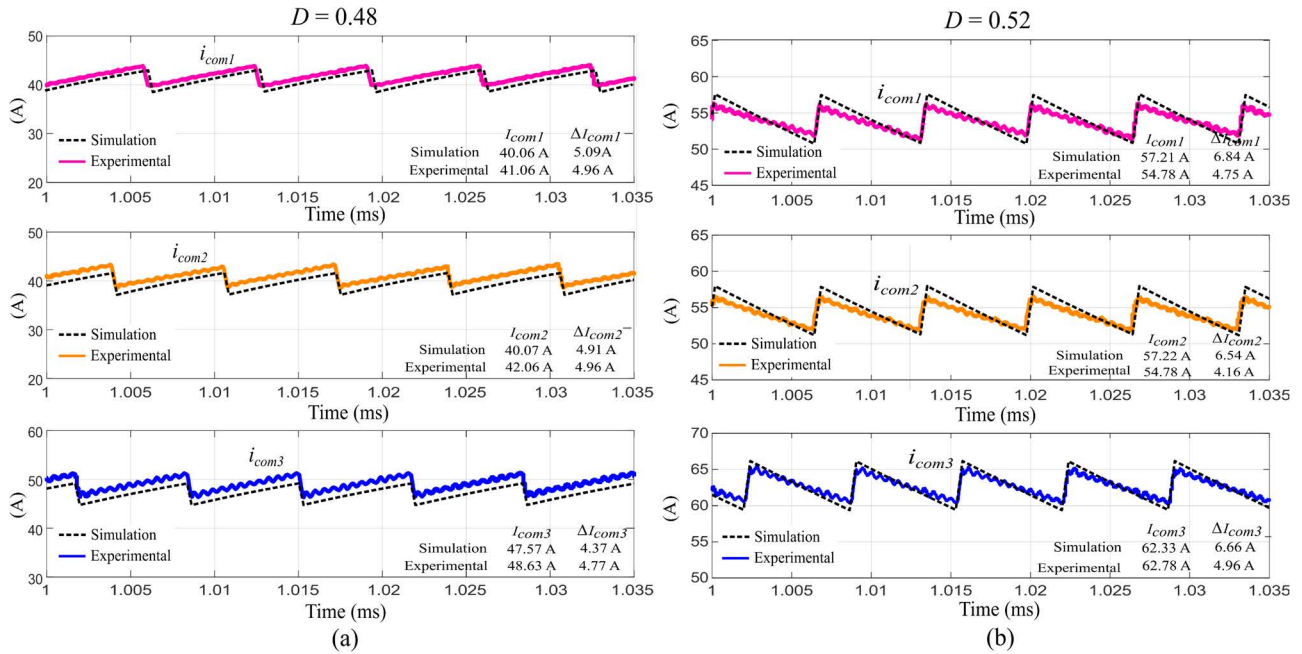 D = 0.48
50
40
30
20
(A)
i_com1
Simulation
Experimental
I_com1 ΔI_com1
Simulation 40.06 A 5.09A
Experimental 41.06 A 4.96 A
1 1.005 1.01 1.015 1.02 1.025 1.03 1.035
Time (ms)
50
40
30
20
(A)
i_com2
Simulation
Experimental
I_com2 ΔI_com2
Simulation 40.07 A 4.91 A
Experimental 42.06 A 4.96 A
1 1.005 1.01 1.015 1.02 1.025 1.03 1.035
Time (ms)
60
50
40
30
(A)
i_com3
Simulation
Experimental
I_com3 ΔI_com3
Simulation 47.57 A 4.37 A
Experimental 48.63 A 4.77 A
1 1.005 1.01 1.015 1.02 1.025 1.03 1.035
Time (ms)
(a)
D = 0.52
65
60
55
50
45
(A)
i_com1
Simulation
Experimental
I_com1 ΔI_com1
Simulation 57.21 A 6.84 A
Experimental 54.78 A 4.75 A
1 1.005 1.01 1.015 1.02 1.025 1.03 1.035
Time (ms)
65
60
55
50
45
(A)
i_com2
Simulation
Experimental
I_com2 ΔI_com2
Simulation 57.22 A 6.54 A
Experimental 54.78 A 4.16 A
1 1.005 1.01 1.015 1.02 1.025 1.03 1.035
Time (ms)
70
65
60
55
50
(A)
i_com3
Simulation
Experimental
I_com3 ΔI_com3
Simulation 62.33 A 6.66 A
Experimental 62.78 A 4.96 A
1 1.005 1.01 1.015 1.02 1.025 1.03 1.035
Time (ms)
(b)